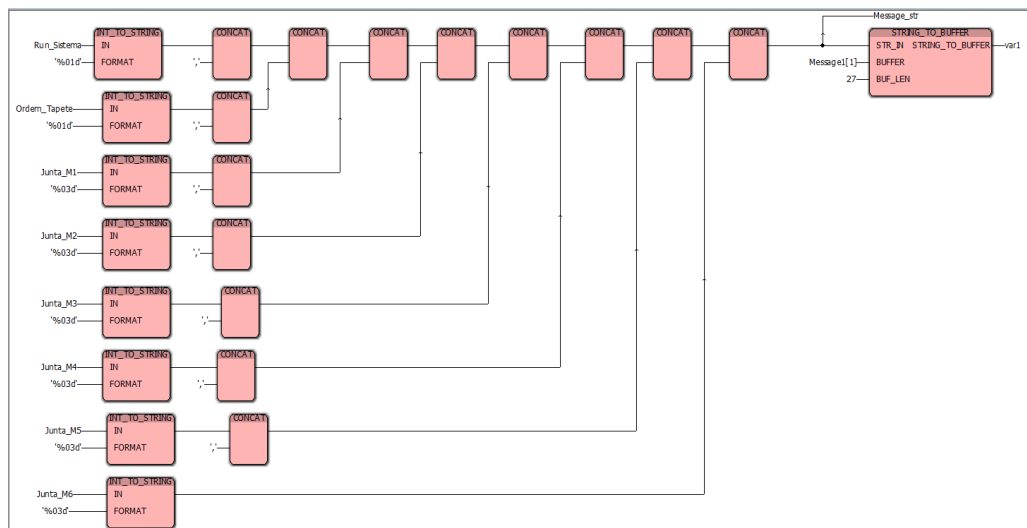 Message_str
INT_TO_STRING CONCAT CONCAT CONCAT CONCAT CONCAT CONCAT CONCAT CONCAT STRING_TO_BUFFER
Run_Sistema IN STR_IN STRING_TO_BUFFER var1
'%01d' FORMAT ',' Message1[1] BUFFER
27 BUF_LEN
INT_TO_STRING CONCAT
Ordem_Tapete IN
'%01d' FORMAT ','
INT_TO_STRING CONCAT
Junta_M1 IN
'%03d' FORMAT ','
INT_TO_STRING CONCAT
Junta_M2 IN
'%03d' FORMAT ','
INT_TO_STRING CONCAT
Junta_M3 IN
'%03d' FORMAT ','
INT_TO_STRING CONCAT
Junta_M4 IN
'%03d' FORMAT ','
INT_TO_STRING CONCAT
Junta_M5 IN
'%03d' FORMAT ','
INT_TO_STRING
Junta_M6 IN
'%03d' FORMAT